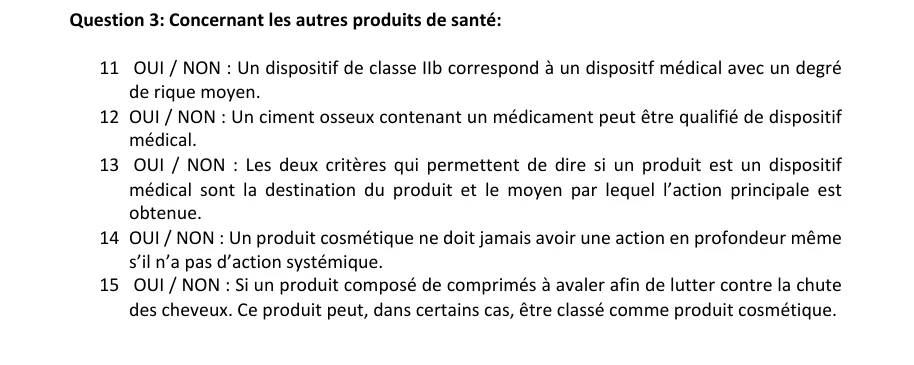 Question 3: Concernant les autres produits de santé:
11 OUI / NON : Un dispositif de classe IIb correspond à un dispositf médical avec un degré
de rique moyen.
12 OUI / NON : Un ciment osseux contenant un médicament peut être qualifié de dispositif
médical.
13 OUI / NON : Les deux critères qui permettent de dire si un produit est un dispositif
médical sont la destination du produit et le moyen par lequel l’action principale est
obtenue.
14 OUI / NON : Un produit cosmétique ne doit jamais avoir une action en profondeur même
s’il n’a pas d’action systémique.
15 OUI / NON : Si un produit composé de comprimés à avaler afin de lutter contre la chute
des cheveux. Ce produit peut, dans certains cas, être classé comme produit cosmétique.